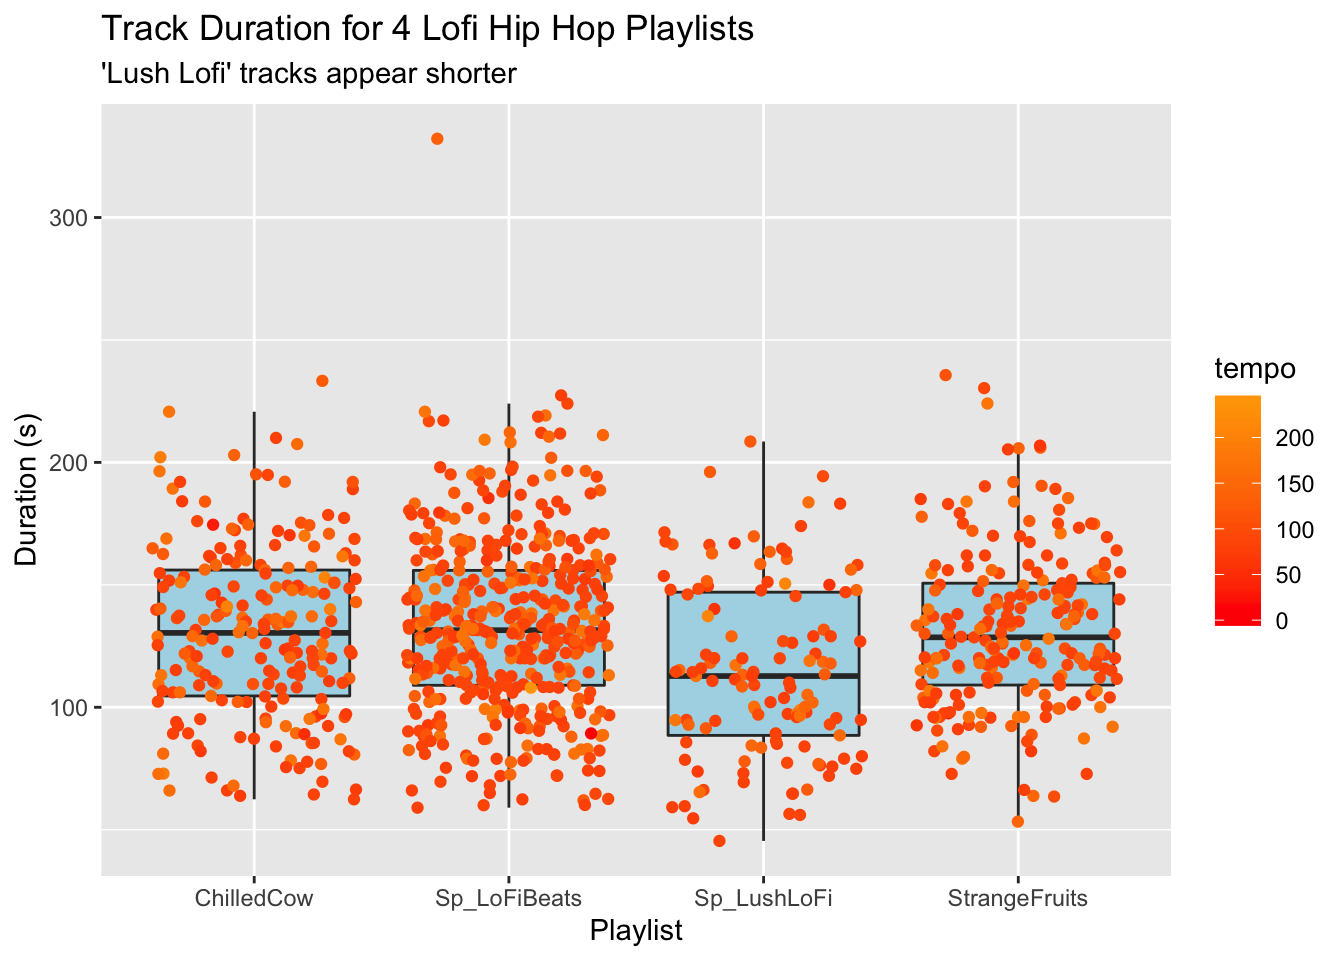 Track Duration for 4 Lofi Hip Hop Playlists
'Lush Lofi' tracks appear shorter
Duration (s)
300
200
100
ChilledCow
Sp_LoFiBeats
Sp_LushLoFi
StrangeFruits
Playlist
tempo
200
150
100
50
0